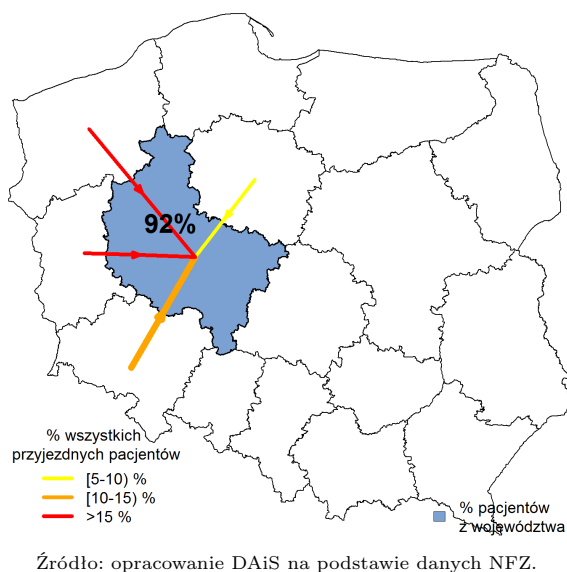 92%
% wszystkich
przyjezdnych pacjentów
[5-10) %
[10-15) %
>15 %
% pacjentów
z województwa
Źródło: opracowanie DAiS na podstawie danych NFZ.